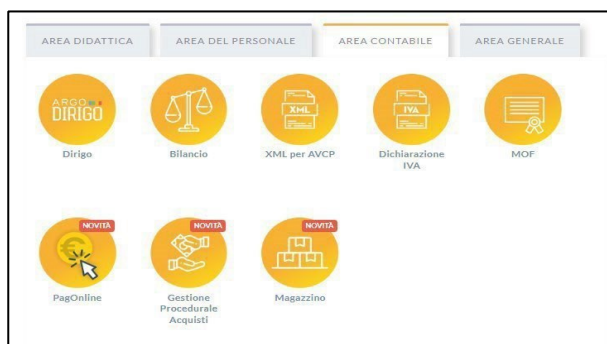 AREA DIDATTICA
AREA DEL PERSONALE
AREA CONTABILE
AREA GENERALE
ARGO
DIRIGO
XML
IVA
Dirigo
Bilancio
XML per AVCP
Dichiarazione
IVA
MOF
NOVITÀ
NOVITÀ
NOVITÀ
€
PagOnline
Gestione
Procedurale
Acquisti
Magazzino